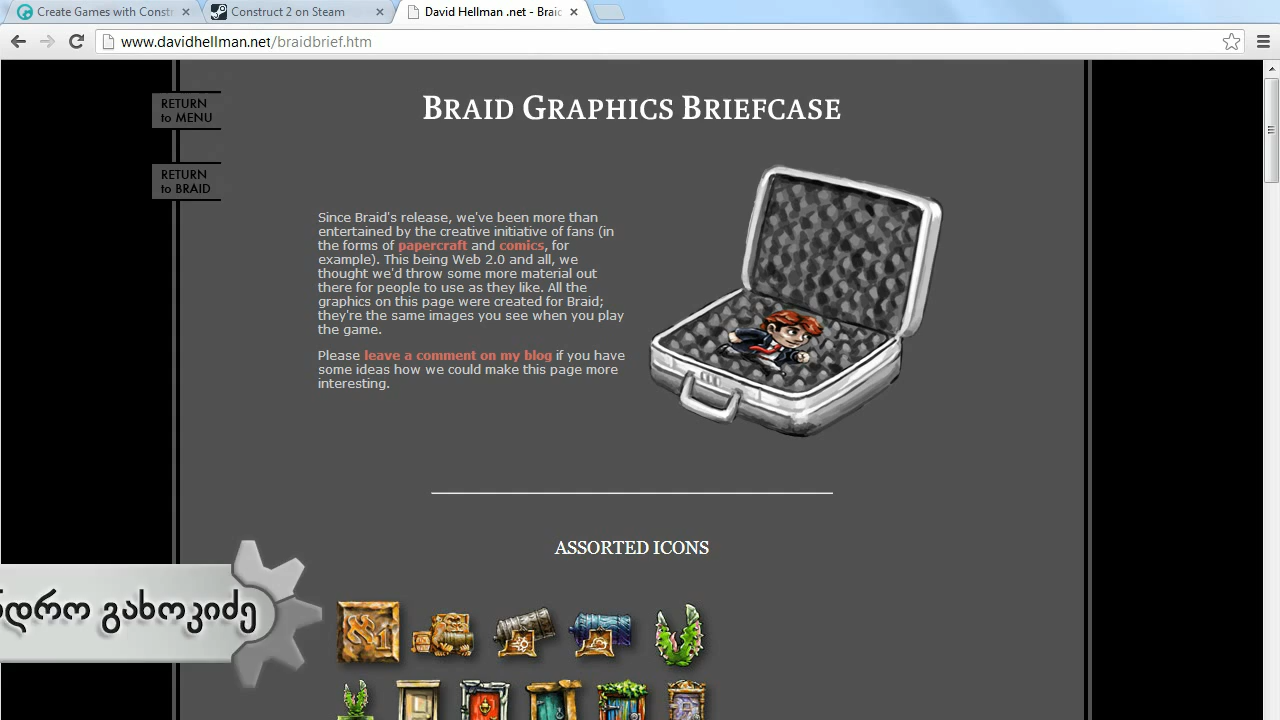 Create Games with Constr
Construct 2 on Steam
David Hellman .net - Braid
www.davidhellman.net/braidbrief.htm
RETURN
to MENU
RETURN
to BRAID
BRAID GRAPHICS BRIEFCASE
Since Braid's release, we've been more than
entertained by the creative initiative of fans (in
the forms of papercraft and comics, for
example). This being Web 2.0 and all, we
thought we'd throw some more material out
there for people to use as they like. All the
graphics on this page were created for Braid;
they're the same images you see when you play
the game.
Please leave a comment on my blog if you have
some ideas how we could make this page more
interesting.
ASSORTED ICONS
ნდრო გახოკიძე